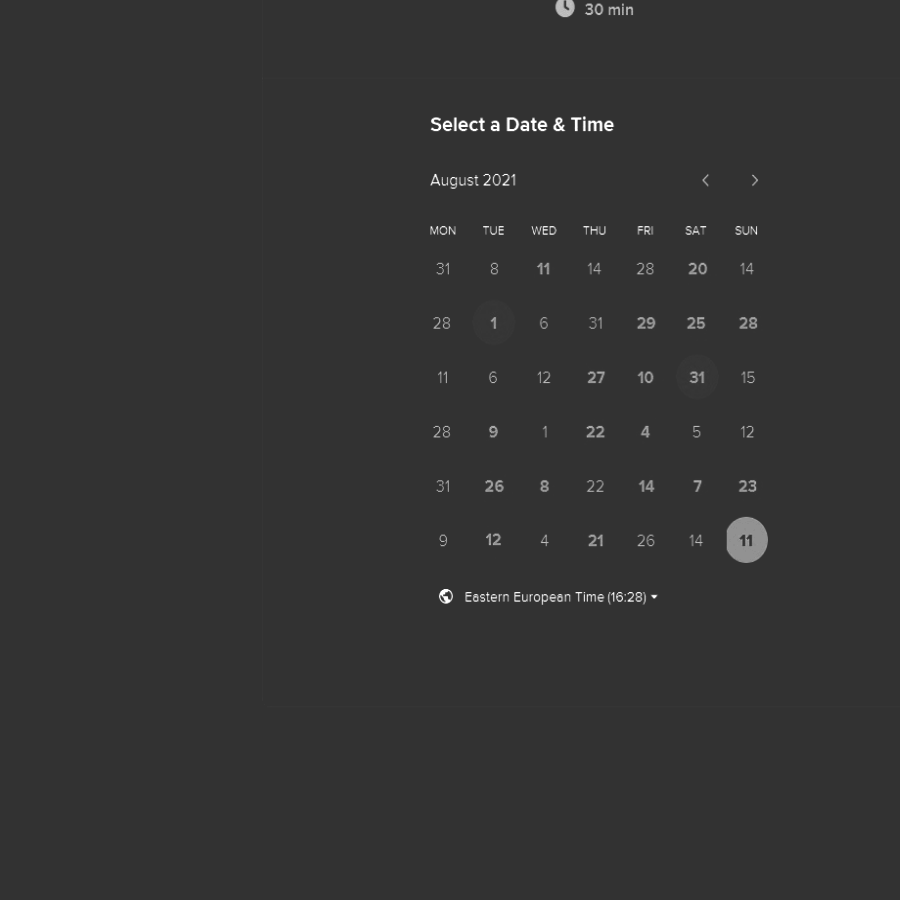 30 min
Select a Date & Time
August 2021
MON TUE WED THU FRI SAT SUN
31 8 11 14 28 20 14
28 1 6 31 29 25 28
11 6 12 27 10 31 15
28 9 1 22 4 5 12
31 26 8 22 14 7 23
9 12 4 21 26 14 11
Eastern European Time (16:28)